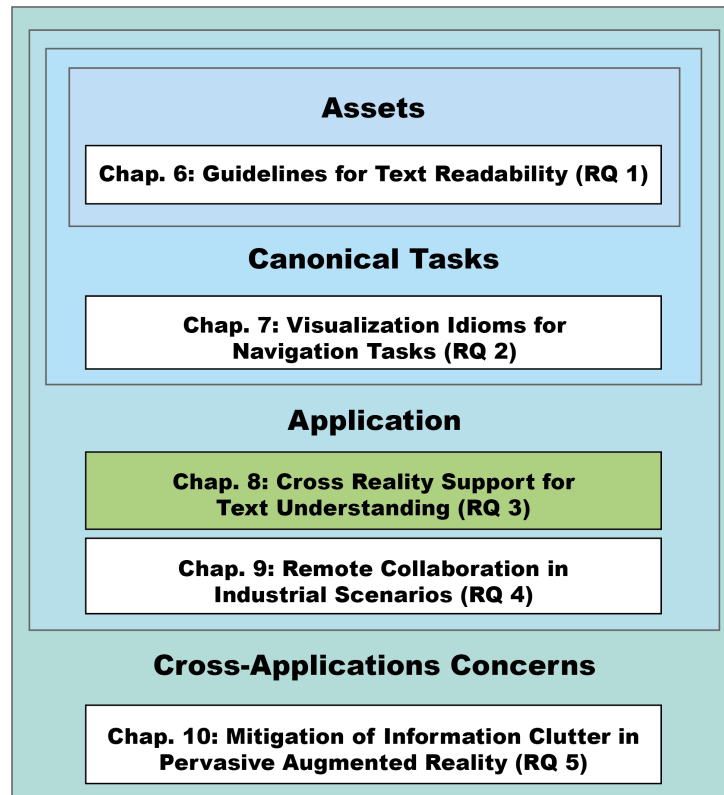 Assets
Chap. 6: Guidelines for Text Readability (RQ 1)
Canonical Tasks
Chap. 7: Visualization Idioms for
Navigation Tasks (RQ 2)
Application
Chap. 8: Cross Reality Support for
Text Understanding (RQ 3)
Chap. 9: Remote Collaboration in
Industrial Scenarios (RQ 4)
Cross-Applications Concerns
Chap. 10: Mitigation of Information Clutter in
Pervasive Augmented Reality (RQ 5)